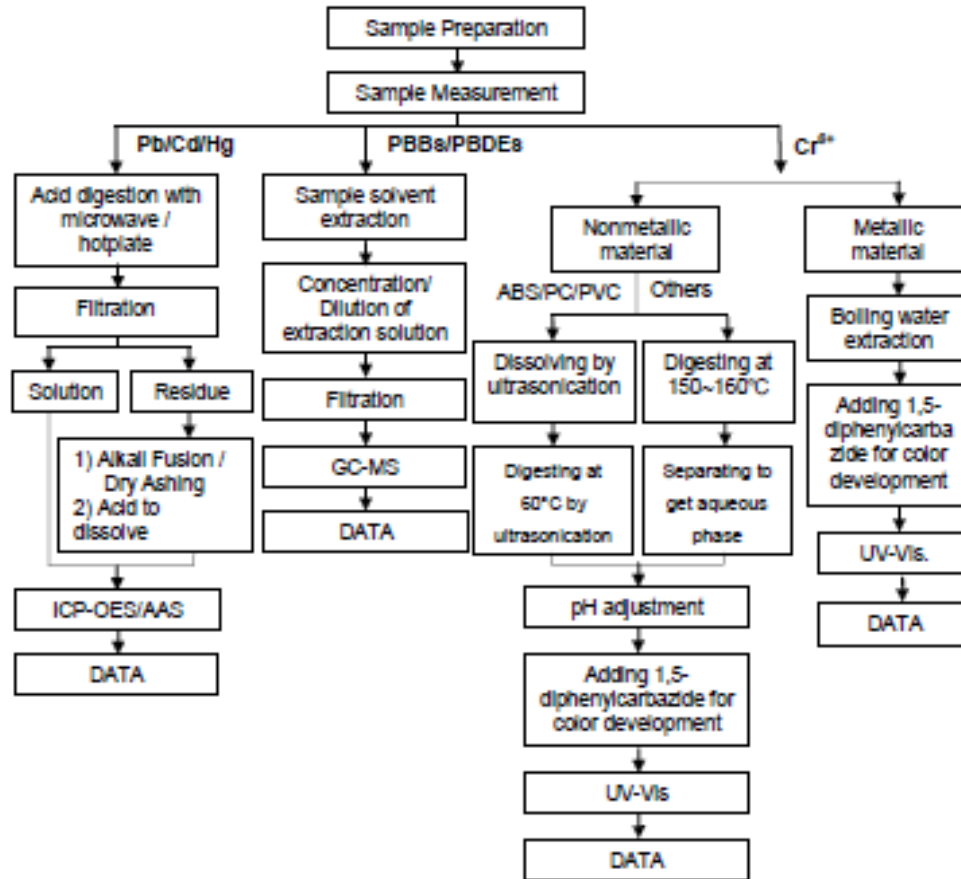 Sample Preparation
Sample Measurement
Pb/Cd/Hg
PBBs/PBDEs
Cr⁶⁺
Acid digestion with
microwave /
hotplate
Filtration
Solution
Residue
1) Alkali Fusion /
Dry Ashing
2) Acid to
dissolve
ICP-OES/AAS
DATA
Sample solvent
extraction
Concentration/
Dilution of
extraction solution
Filtration
GC-MS
DATA
Nonmetallic
material
ABS/PC/PVC
Others
Dissolving by
ultrasonication
Digesting at
60°C by
ultrasonication
Digesting at
150~160°C
Separating to
get aqueous
phase
pH adjustment
Adding 1,5-
diphenylcarbazide for
color development
UV-Vis
DATA
Metallic
material
Boiling water
extraction
Adding 1,5-
diphenylcarba
zide for color
development
UV-Vis.
DATA